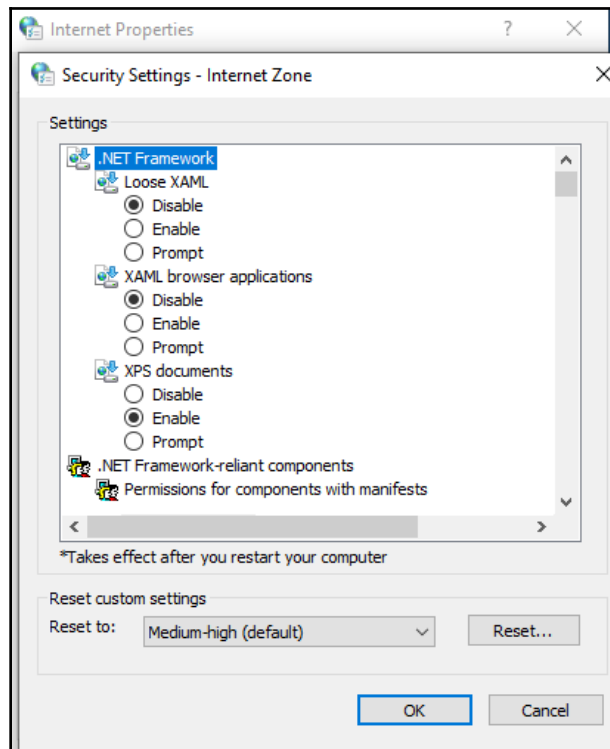 Internet Properties ?
Security Settings - Internet Zone
Settings
.NET Framework
Loose XAML
Disable
Enable
Prompt
XAML browser applications
Disable
Enable
Prompt
XPS documents
Disable
Enable
Prompt
.NET Framework-reliant components
Permissions for components with manifests
*Takes effect after you restart your computer
Reset custom settings
Reset to: Medium-high (default) Reset...
OK Cancel